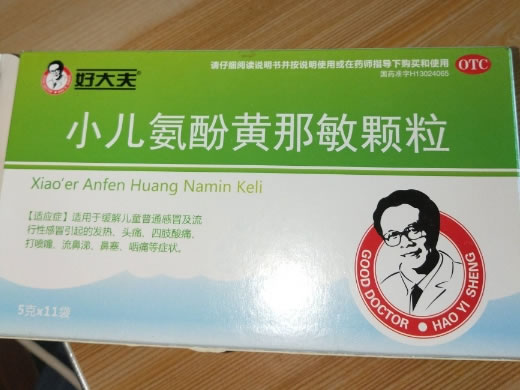 请仔细阅读说明书并按说明使用或在药师指导下购买和使用
国药准字H13024065
OTC
好大夫
小儿氨酚黄那敏颗粒
Xiao'er Anfen Huang Namin Keli
【适应症】适用于缓解儿童普通感冒及流
行性感冒引起的发热、头痛、四肢酸痛、
打喷嚏、流鼻涕、鼻塞、咽痛等症状。
GOOD DOCTOR · HAO YI SHENG
5克x11袋